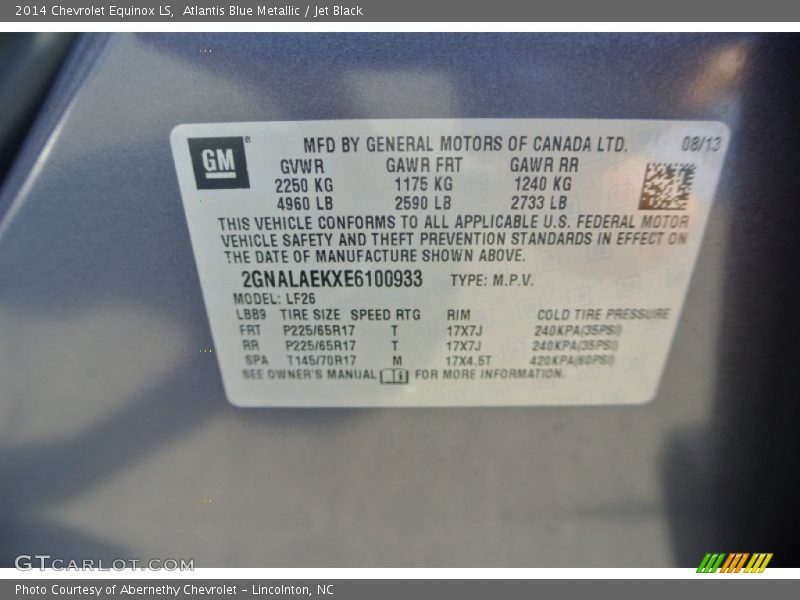 2014 Chevrolet Equinox LS,  Atlantis Blue Metallic / Jet Black
GM ®
MFD BY GENERAL MOTORS OF CANADA LTD. 08/13
GVWR GAWR FRT GAWR RR
2250 KG 1175 KG 1240 KG
4960 LB 2590 LB 2733 LB
THIS VEHICLE CONFORMS TO ALL APPLICABLE U.S. FEDERAL MOTOR
VEHICLE SAFETY AND THEFT PREVENTION STANDARDS IN EFFECT ON
THE DATE OF MANUFACTURE SHOWN ABOVE.
2GNALAEKXE6100933 TYPE: M.P.V.
MODEL: LF26
LBB9 TIRE SIZE SPEED RTG RIM COLD TIRE PRESSURE
FRT P225/65R17 T 17X7J 240KPA(35PSI)
RR P225/65R17 T 17X7J 240KPA(35PSI)
SPA T145/70R17 M 17X4.5T 420KPA(60PSI)
SEE OWNER'S MANUAL FOR MORE INFORMATION.
GTCARLOT.COM
Photo Courtesy of Abernethy Chevrolet – Lincolnton, NC